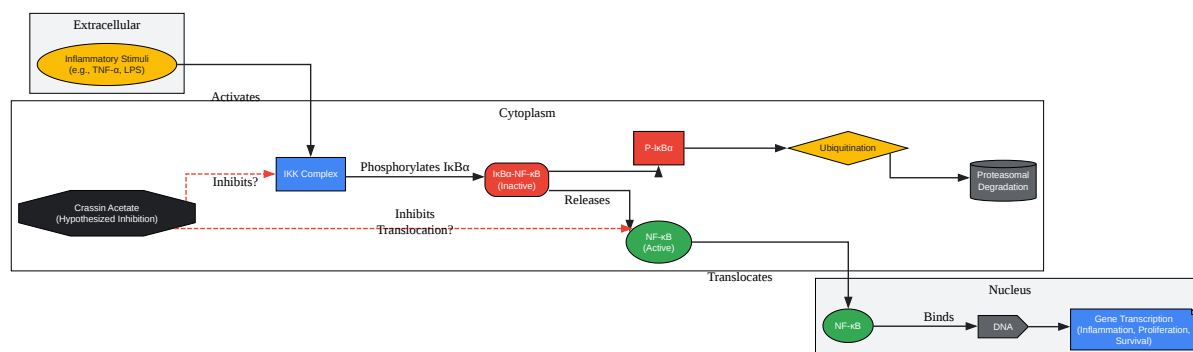 Extracellular
Inflammatory Stimuli
(e.g., TNF-α, LPS)
Activates
Cytoplasm
P-IκBα
Ubiquitination
IKK Complex
Phosphorylates IκBα
IκBα-NF-κB
(Inactive)
Proteasomal
Degradation
Inhibits?
Releases
Crassin Acetate
(Hypothesized Inhibition)
Inhibits
Translocation?
NF-κB
(Active)
Translocates
Nucleus
NF-κB
Binds
DNA
Gene Transcription
(Inflammation, Proliferation,
Survival)